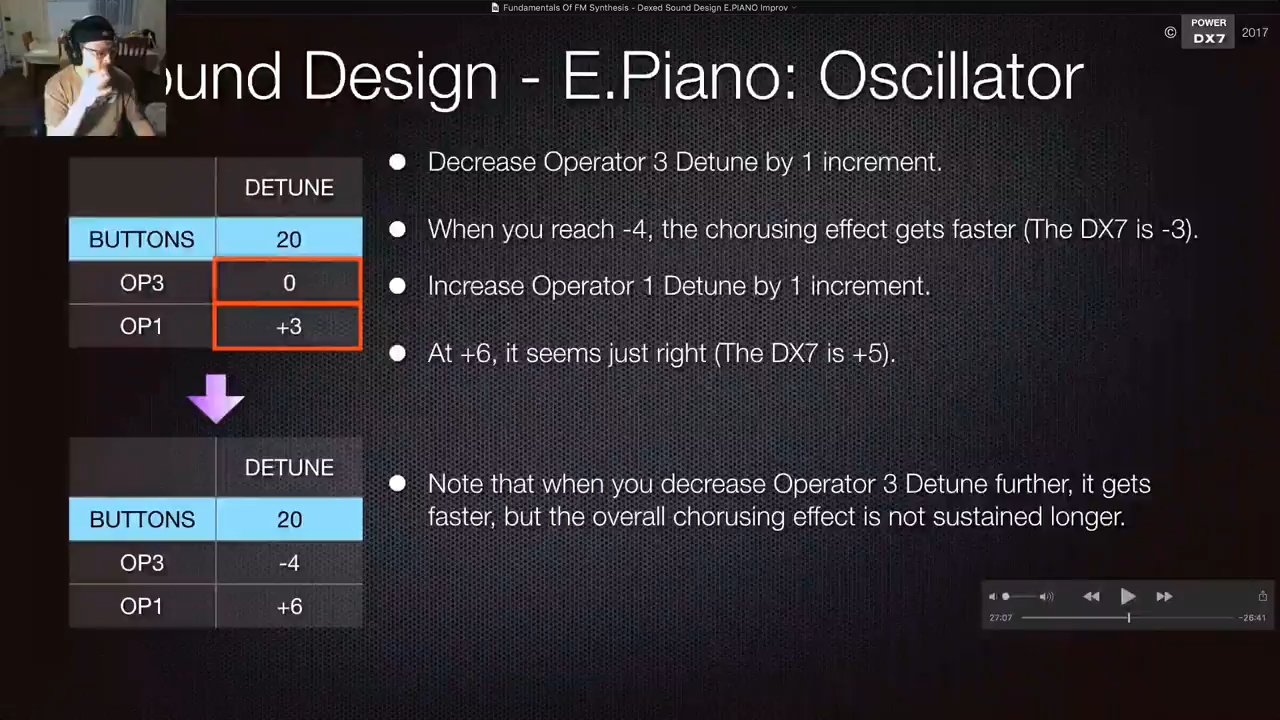 Fundamentals Of FM Synthesis - Dexed Sound Design E.PIANO Improv
© POWER DX7 2017
ound Design - E.Piano: Oscillator
DETUNE
BUTTONS 20
OP3 0
OP1 +3
● Decrease Operator 3 Detune by 1 increment.
● When you reach -4, the chorusing effect gets faster (The DX7 is -3).
● Increase Operator 1 Detune by 1 increment.
● At +6, it seems just right (The DX7 is +5).
DETUNE
BUTTONS 20
OP3 -4
OP1 +6
● Note that when you decrease Operator 3 Detune further, it gets
faster, but the overall chorusing effect is not sustained longer.
27:07 -26:41